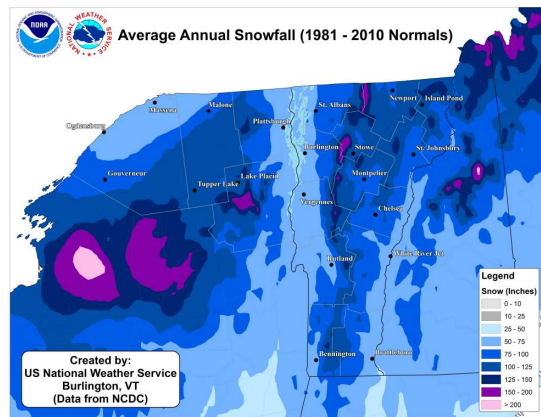 NOAA
NATIONAL WEATHER SERVICE
Average Annual Snowfall (1981 - 2010 Normals)
Massena
Malone
Newport
Island Pond
St. Albans
Ogdensburg
Plattsburgh
Burlington
Stowe
St. Johnsbury
Gouverneur
Lake Placid
Montpelier
Tupper Lake
Vergennes
Chelsea
Rutland
White River Jct
Bennington
Brattleboro
Legend
Snow (Inches)
0 - 10
10 - 25
25 - 50
50 - 75
75 - 100
100 - 125
125 - 150
150 - 200
> 200
Created by:
US National Weather Service
Burlington, VT
(Data from NCDC)